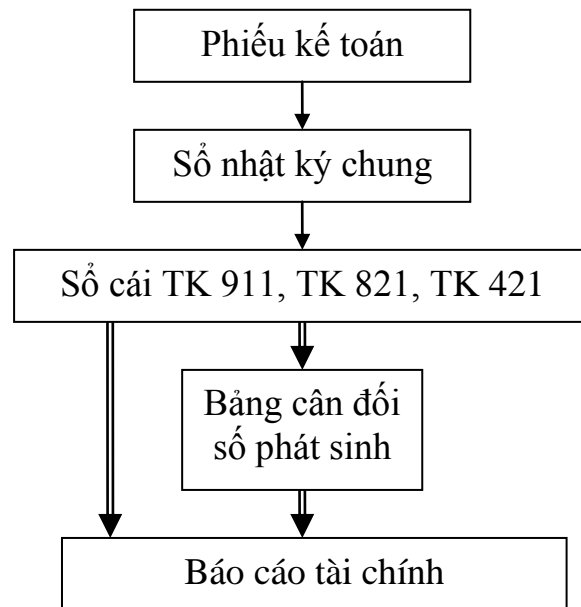 Phiếu kế toán
Sổ nhật ký chung
Sổ cái TK 911, TK 821, TK 421
Bảng cân đối
số phát sinh
Báo cáo tài chính